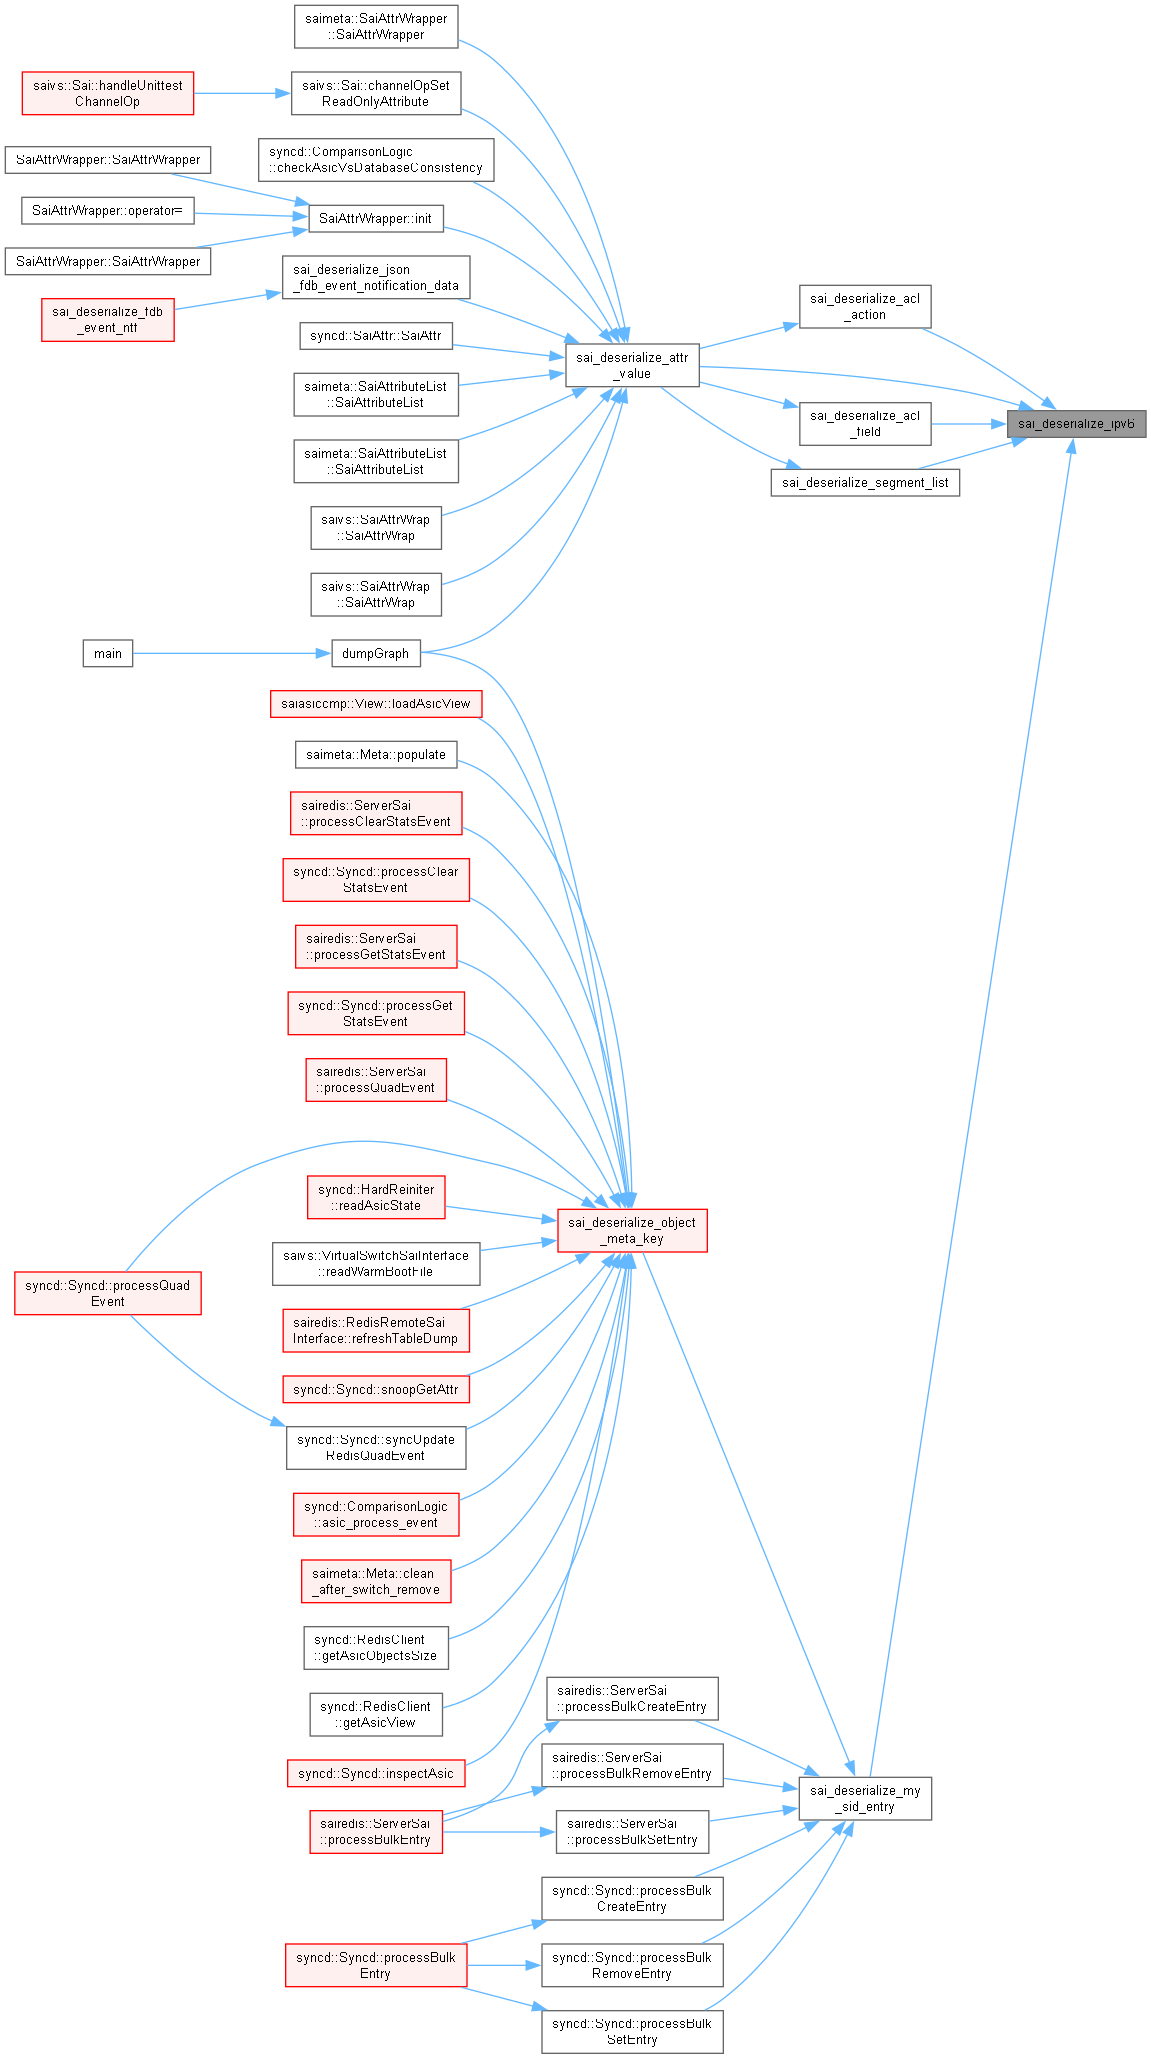 saimeta::SaiAttrWrapper
::SaiAttrWrapper
saivs::Sai::handleUnittest
ChannelOp
saivs::Sai::channelOpSet
ReadOnlyAttribute
syncd::ComparisonLogic
::checkAsicVsDatabaseConsistency
SaiAttrWrapper::SaiAttrWrapper
SaiAttrWrapper::operator=
SaiAttrWrapper::init
SaiAttrWrapper::SaiAttrWrapper
sai_deserialize_json
_fdb_event_notification_data
sai_deserialize_fdb
_event_ntf
syncd::SaiAttr::SaiAttr
sai_deserialize_attr
_value
sai_deserialize_acl
_action
saimeta::SaiAttributeList
::SaiAttributeList
sai_deserialize_acl
_field
sai_deserialize_ipv6
saimeta::SaiAttributeList
::SaiAttributeList
sai_deserialize_segment_list
saivs::SaiAttrWrap
::SaiAttrWrap
saivs::SaiAttrWrap
::SaiAttrWrap
main
dumpGraph
saiasiccmp::View::loadAsicView
saimeta::Meta::populate
sairedis::ServerSai
::processClearStatsEvent
syncd::Syncd::processClear
StatsEvent
sairedis::ServerSai
::processGetStatsEvent
syncd::Syncd::processGet
StatsEvent
sairedis::ServerSai
::processQuadEvent
syncd::HardReiniter
::readAsicState
sai_deserialize_object
_meta_key
saivs::VirtualSwitchSaiInterface
::readWarmBootFile
syncd::Syncd::processQuad
Event
sairedis::RedisRemoteSai
Interface::refreshTableDump
syncd::Syncd::snoopGetAttr
syncd::Syncd::syncUpdate
RedisQuadEvent
syncd::ComparisonLogic
::asic_process_event
saimeta::Meta::clean
_after_switch_remove
syncd::RedisClient
::getAsicObjectsSize
syncd::RedisClient
::getAsicView
sairedis::ServerSai
::processBulkCreateEntry
syncd::Syncd::inspectAsic
sairedis::ServerSai
::processBulkRemoveEntry
sai_deserialize_my
_sid_entry
sairedis::ServerSai
::processBulkEntry
sairedis::ServerSai
::processBulkSetEntry
syncd::Syncd::processBulk
CreateEntry
syncd::Syncd::processBulk
Entry
syncd::Syncd::processBulk
RemoveEntry
syncd::Syncd::processBulk
SetEntry